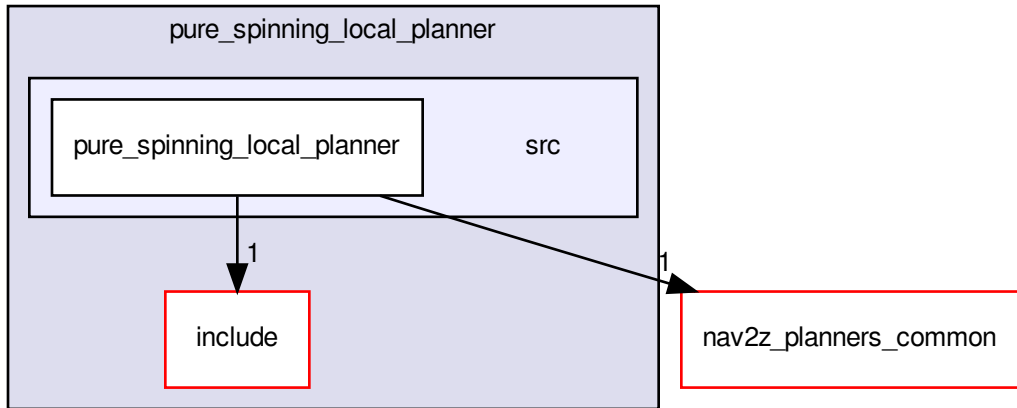 pure_spinning_local_planner
pure_spinning_local_planner
src
1
1
include
nav2z_planners_common